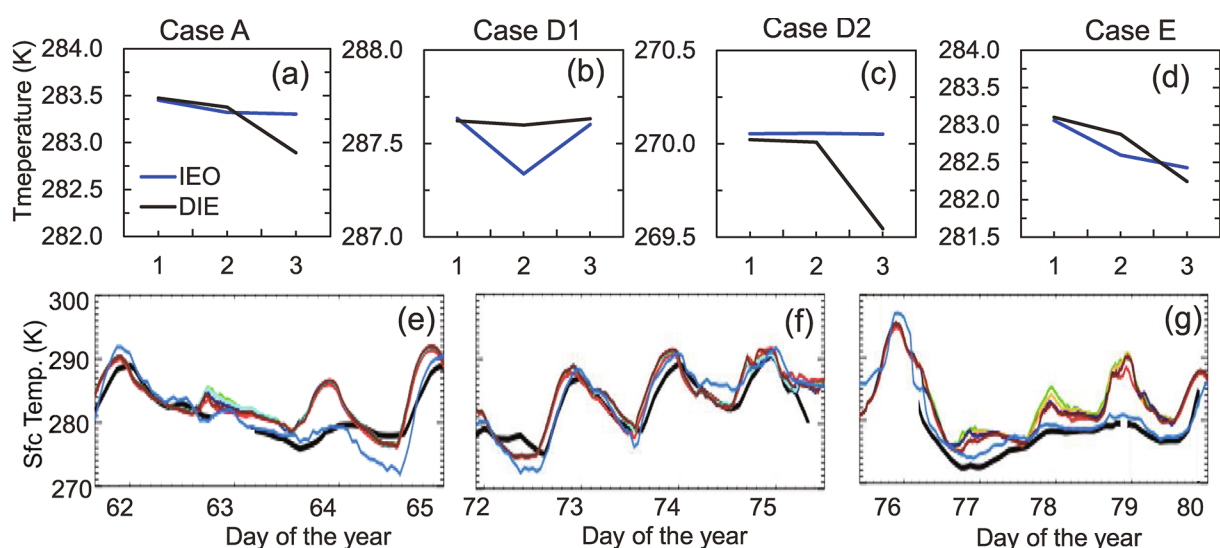 Case A Case D1 Case D2 Case E
Tmeperature (K)
284.0 283.5 283.0 282.5 282.0
(a)
IEO
DIE
1 2 3
288.0 287.5 287.0
(b)
1 2 3
270.5 270.0 269.5
(c)
1 2 3
284.0 283.5 283.0 282.5 282.0 281.5
(d)
1 2 3
Sfc Temp. (K)
300 290 280 270
(e)
62 63 64 65
Day of the year
(f)
72 73 74 75
Day of the year
(g)
76 77 78 79 80
Day of the year